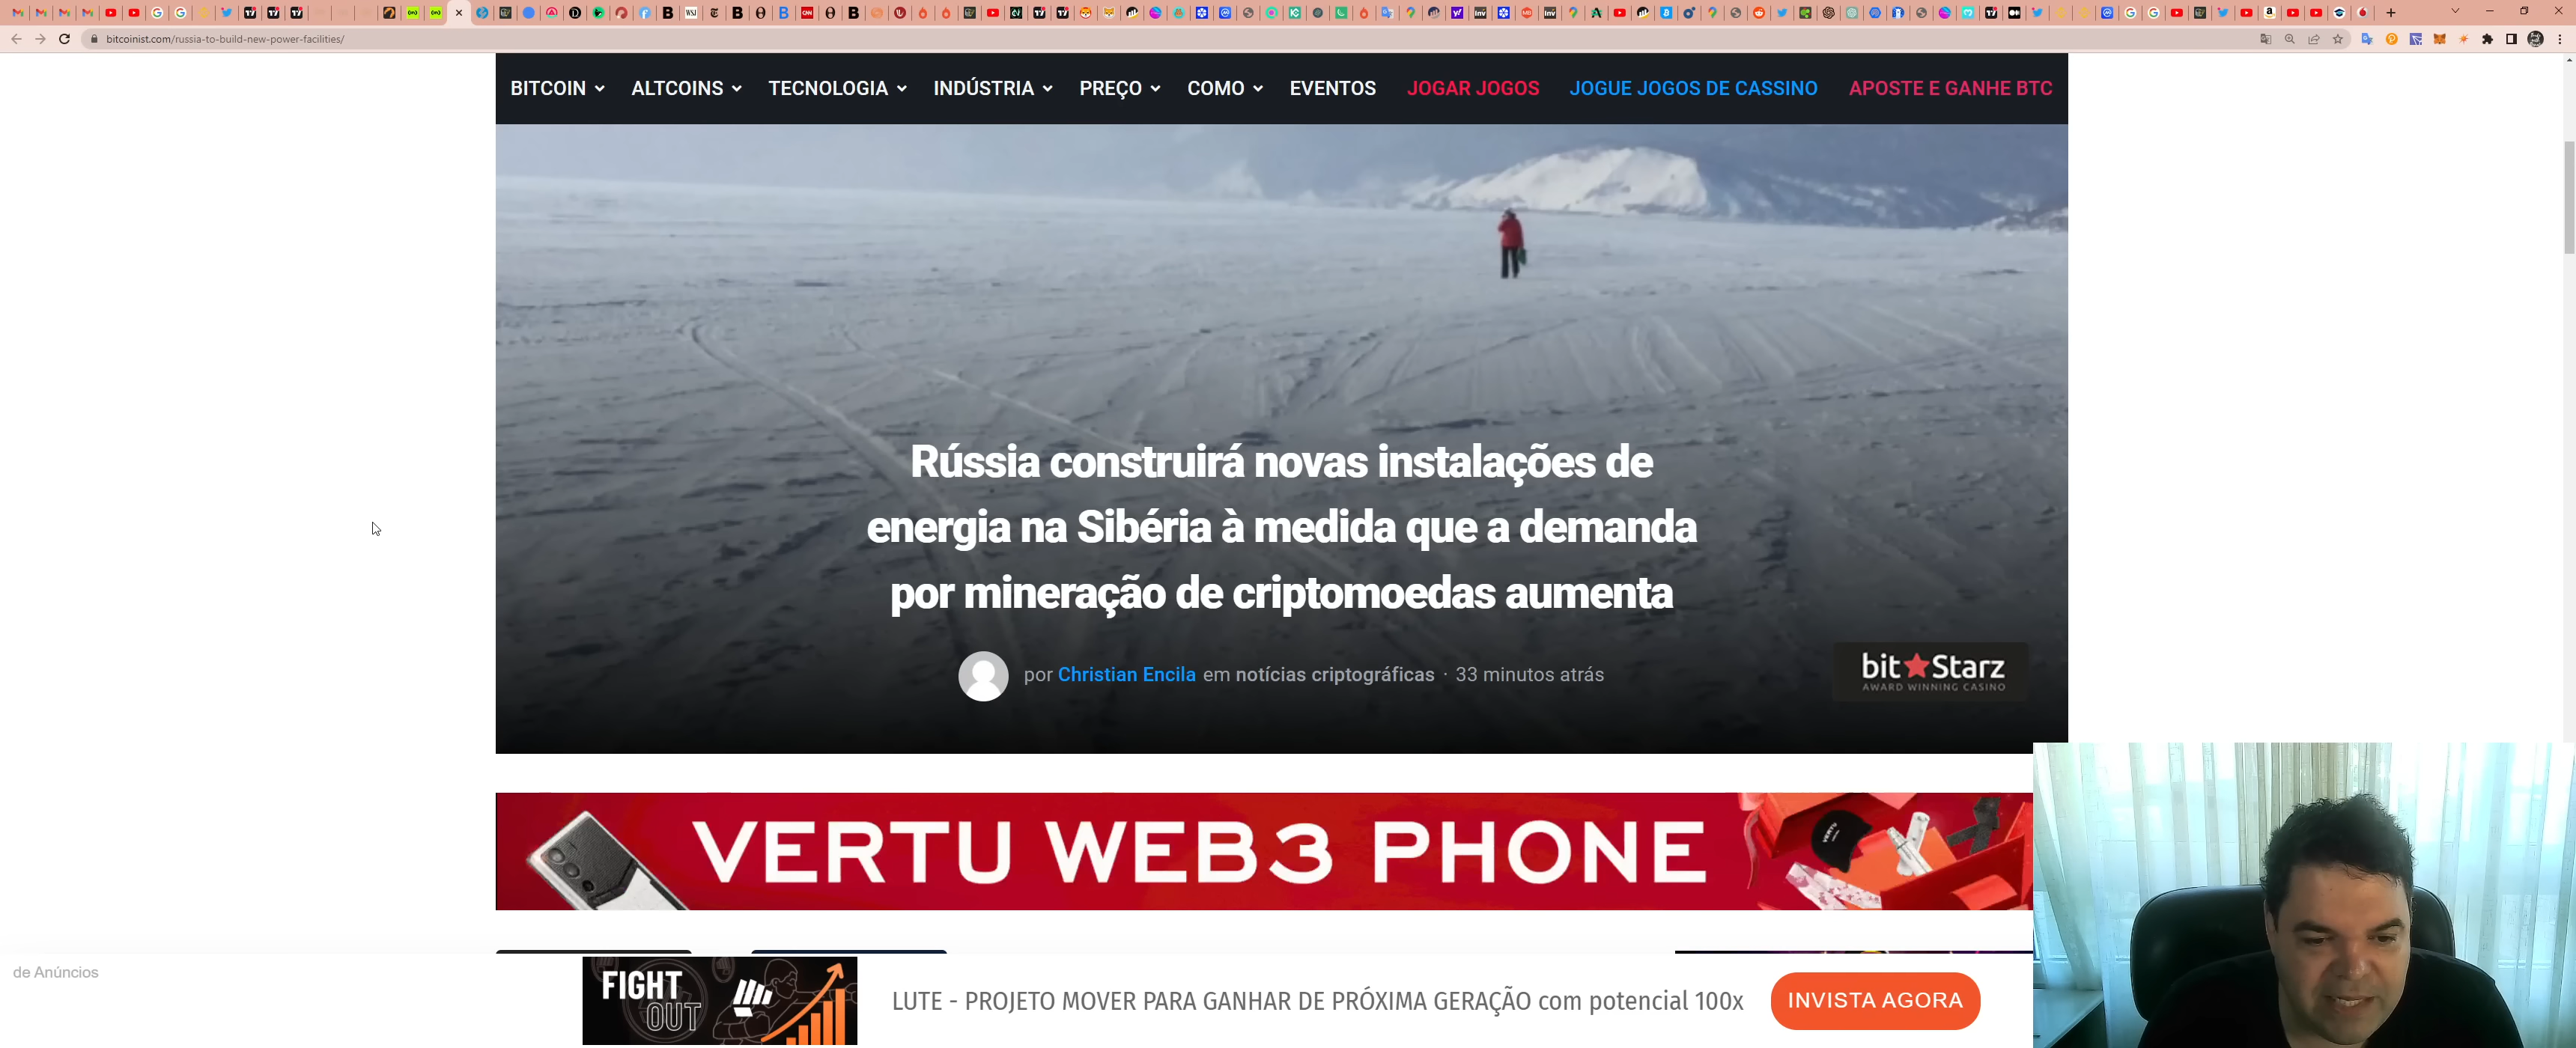 bitcoinist.com/russia-to-build-new-power-facilities/
BITCOIN ALTCOINS TECNOLOGIA INDÚSTRIA PREÇO COMO EVENTOS JOGAR JOGOS JOGUE JOGOS DE CASSINO APOSTE E GANHE BTC
Rússia construirá novas instalações de
energia na Sibéria à medida que a demanda
por mineração de criptomoedas aumenta
por Christian Encila em notícias criptográficas · 33 minutos atrás
bit Starz
AWARD WINNING CASINO
VERTU WEB3 PHONE
VERTU
de Anúncios
FIGHT
OUT
LUTE - PROJETO MOVER PARA GANHAR DE PRÓXIMA GERAÇÃO com potencial 100x
INVISTA AGORA